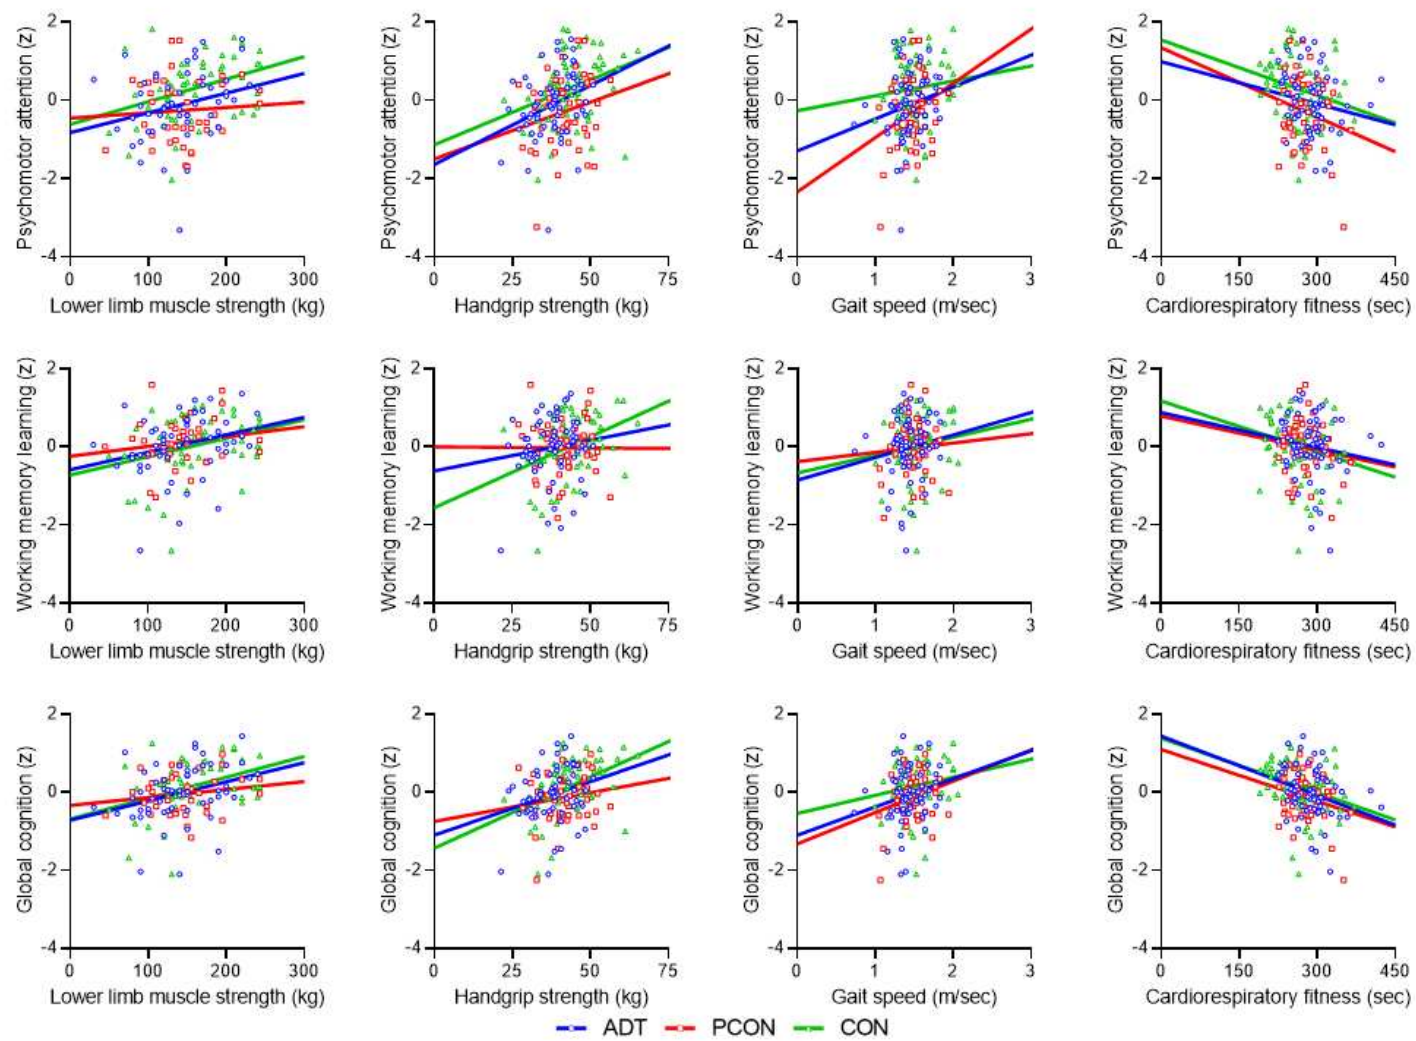 Psychomotor attention (z)
2
0
-2
-4
0 100 200 300
Lower limb muscle strength (kg)
Psychomotor attention (z)
2
0
-2
-4
0 25 50 75
Handgrip strength (kg)
Psychomotor attention (z)
2
0
-2
-4
0 1 2 3
Gait speed (m/sec)
Psychomotor attention (z)
2
0
-2
-4
0 150 300 450
Cardiorespiratory fitness (sec)
Working memory learning (z)
2
0
-2
-4
0 100 200 300
Lower limb muscle strength (kg)
Working memory learning (z)
2
0
-2
-4
0 25 50 75
Handgrip strength (kg)
Working memory learning (z)
2
0
-2
-4
0 1 2 3
Gait speed (m/sec)
Working memory learning (z)
2
0
-2
-4
0 150 300 450
Cardiorespiratory fitness (sec)
Global cognition (z)
2
0
-2
-4
0 100 200 300
Lower limb muscle strength (kg)
Global cognition (z)
2
0
-2
-4
0 25 50 75
Handgrip strength (kg)
Global cognition (z)
2
0
-2
-4
0 1 2 3
Gait speed (m/sec)
Global cognition (z)
2
0
-2
-4
0 150 300 450
Cardiorespiratory fitness (sec)
ADT PCON CON